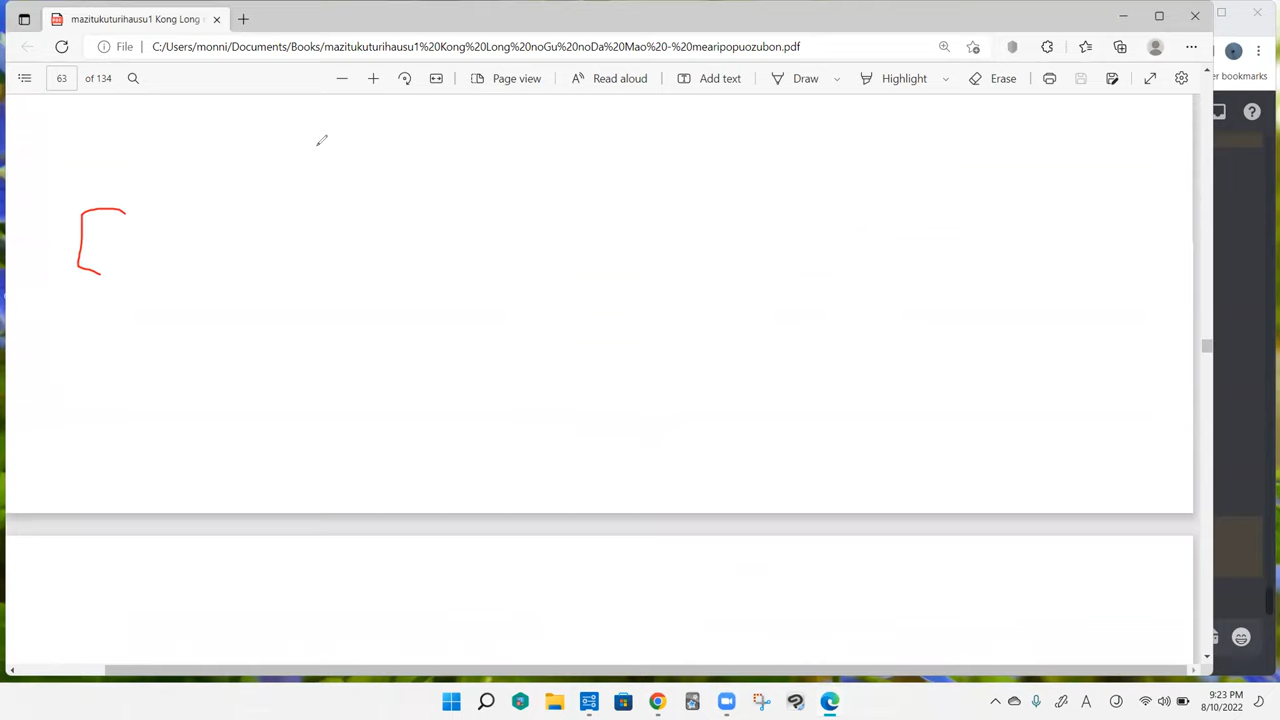 mazitukuturihausu1 Kong Long
File
C:/Users/monni/Documents/Books/mazitukuturihausu1%20Kong%20Long%20noGu%20noDa%20Mao%20-%20mearipopuozubon.pdf
er bookmarks
63 of 134
Page view
Read aloud
Add text
Draw
Highlight
Erase
9:23 PM
8/10/2022